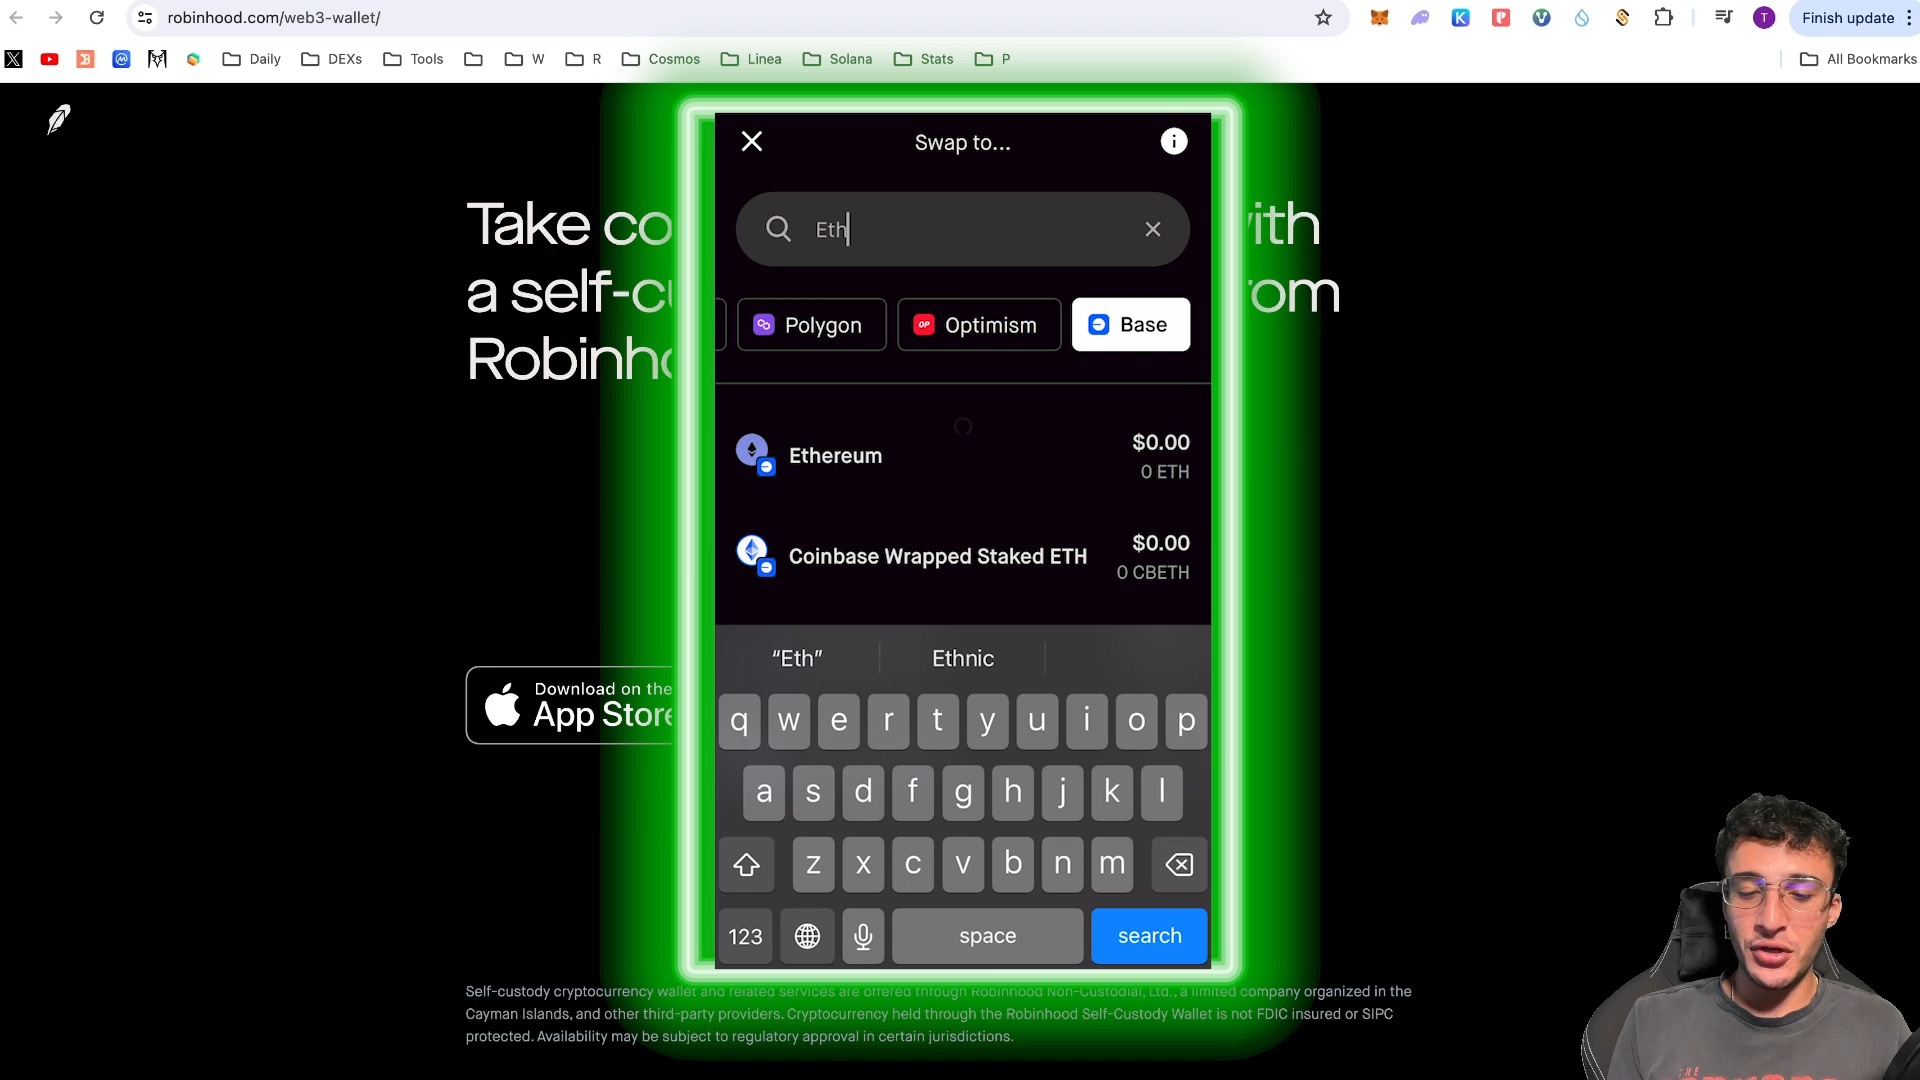 robinhood.com/web3-wallet/
Finish update
Daily
DEXs
Tools
W
R
Cosmos
Linea
Solana
Stats
P
All Bookmarks
Swap to...
Eth
Polygon
Optimism
Base
Take co
ith
a self-c
om
Robinh
Ethereum
$0.00
0 ETH
Coinbase Wrapped Staked ETH
$0.00
0 CBETH
“Eth”
Ethnic
Download on the
App Store
q w e r t y u i o p
a s d f g h j k l
z x c v b n m
123
space
search
Self-custody cryptocurrency wallet and related services are offered through Robinhood Non-Custodial, Ltd., a limited company organized in the
Cayman Islands, and other third-party providers. Cryptocurrency held through the Robinhood Self-Custody Wallet is not FDIC insured or SIPC
protected. Availability may be subject to regulatory approval in certain jurisdictions.